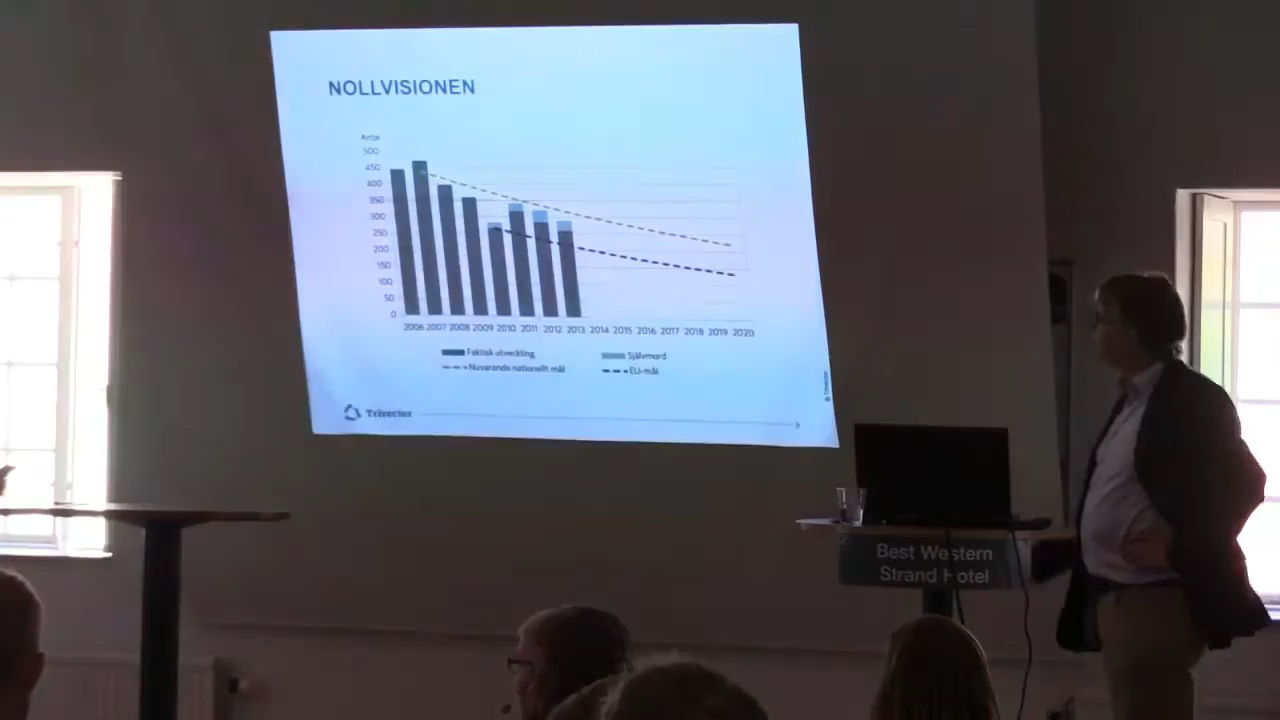 NOLLVISIONEN
Antal
500
450
400
350
300
250
200
150
100
50
0
2006 2007 2008 2009 2010 2011 2012 2013 2014 2015 2016 2017 2018 2019 2020
Faktisk utveckling
Självmord
Nuvarande nationellt mål
EU-mål
Trivector
© Trivector
Best Western
Strand Hotel